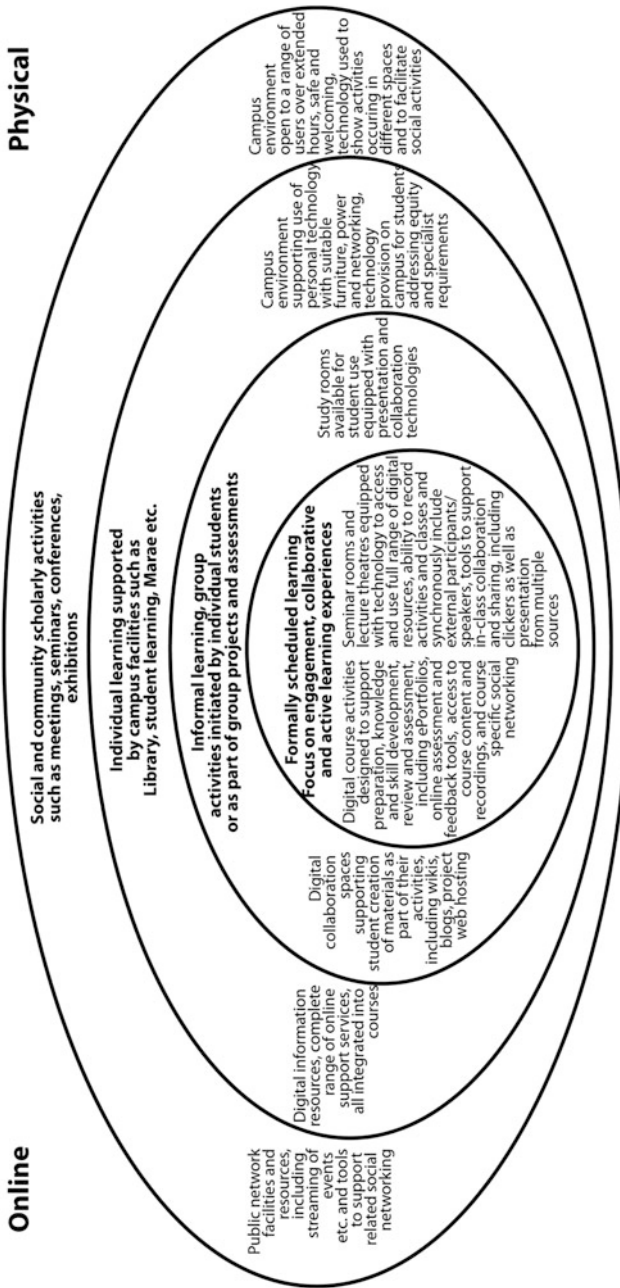 Online
Physical
Social and community scholarly activities
such as meetings, seminars, conferences,
exhibitions
Individual learning supported
by campus facilities such as
Library, student learning, Marae etc.
Informal learning, group
activities initiated by individual students
or as part of group projects and assessments
Formally scheduled learning
Focus on engagement, collaborative
and active learning experiences
Public network
facilities and
resources,
including
streaming of
events
etc. and tools
to support
related social
networking
Digital information
resources, complete
range of online
support services,
all integrated into
courses
Digital
collaboration
spaces
supporting
student creation
of materials as
part of their
activities,
including wikis,
blogs, project
web hosting
Digital course activities
designed to support
preparation, knowledge
and skill development,
review and assessment,
including ePortfolios,
online assessment and
feedback tools, access to
course content and
recordings, and course
specific social
networking
Seminar rooms and
lecture theatres equipped
with technology to access
and use full range of digital
resources, ability to record
activities and classes and
synchronously include
external participants/
speakers, tools to support
in-class collaboration
and sharing, including
clickers as well as
presentation
from multiple
sources
Study rooms
available for
student use
equipped with
presentation and
collaboration
technologies
Campus
environment
supporting use of
personal technology
with suitable
furniture, power
and networking,
technology
provision on
campus for students
addressing equity
and specialist
requirements
Campus
environment
open to a range of
users over extended
hours, safe and
welcoming,
technology used to
show activities
occuring in
different spaces
and to facilitate
social activities